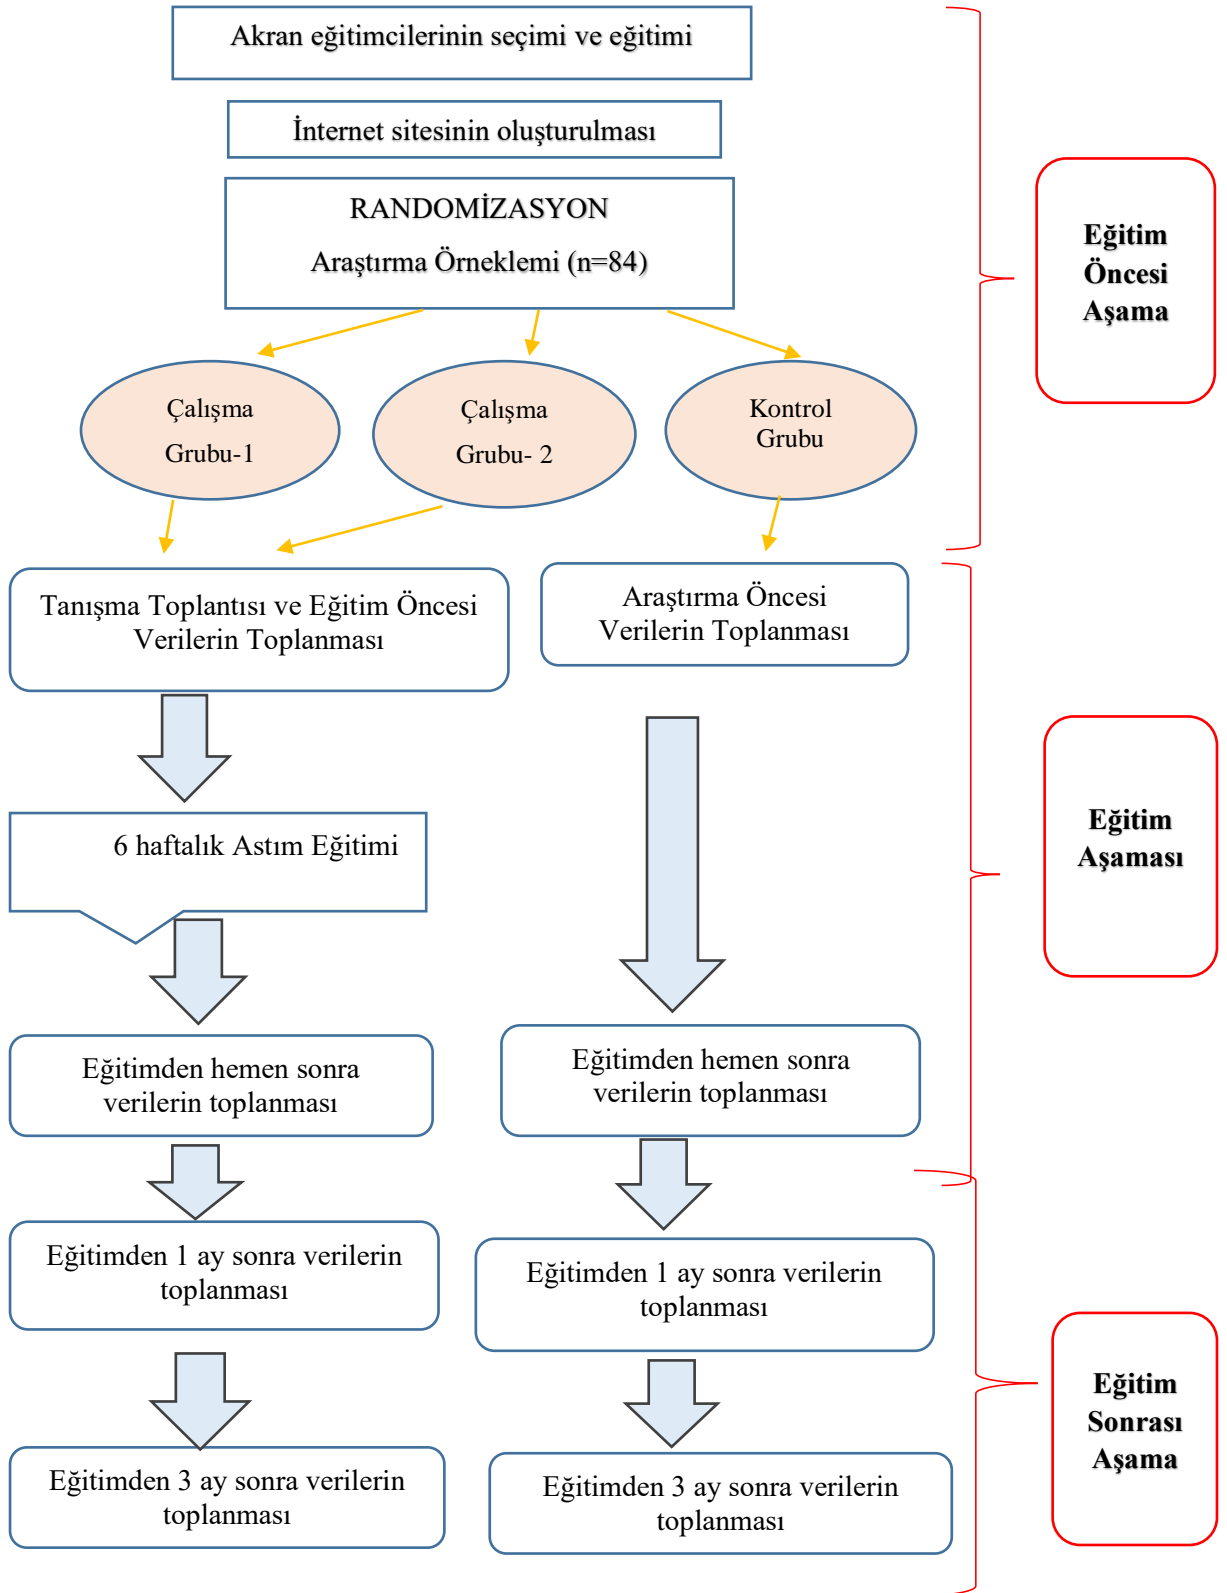 Akran eğitimcilerinin seçimi ve eğitimi
İnternet sitesinin oluşturulması
RANDOMİZASYON
Araştırma Örneklemi (n=84)
Eğitim
Öncesi
Aşama
Çalışma
Grubu-1
Çalışma
Grubu- 2
Kontrol
Grubu
Tanışma Toplantısı ve Eğitim Öncesi
Verilerin Toplanması
Araştırma Öncesi
Verilerin Toplanması
6 haftalık Astım Eğitimi
Eğitim
Aşaması
Eğitimden hemen sonra
verilerin toplanması
Eğitimden hemen sonra
verilerin toplanması
Eğitimden 1 ay sonra verilerin
toplanması
Eğitimden 1 ay sonra verilerin
toplanması
Eğitim
Sonrası
Aşama
Eğitimden 3 ay sonra verilerin
toplanması
Eğitimden 3 ay sonra verilerin
toplanması